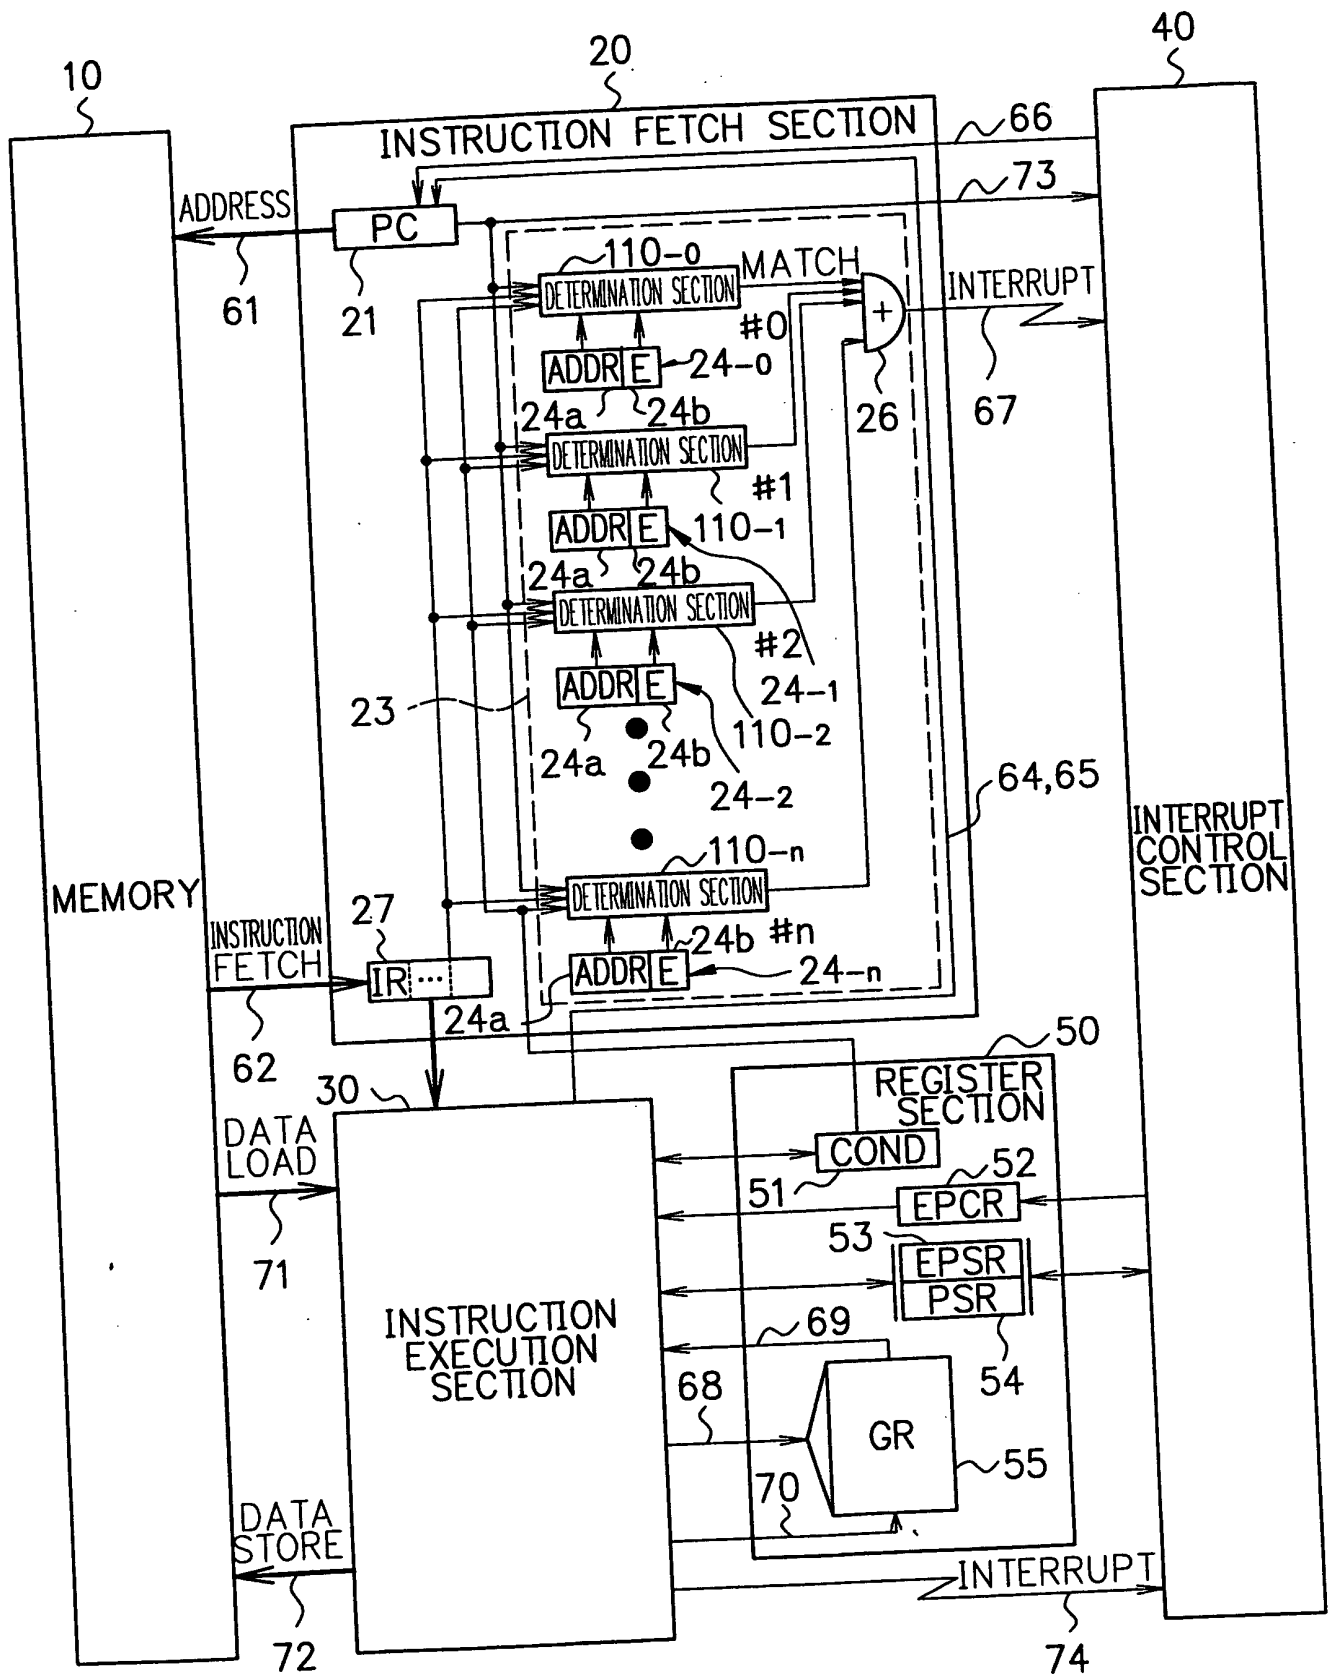 40
20
10
INSTRUCTION FETCH SECTION
66
ADDRESS
PC
73
61
21
110-0
MATCH
INTERRUPT
DETERMINATION SECTION
+
#0
ADDR E
24-0
26
67
24a
24b
DETERMINATION SECTION
#1
ADDR E
110-1
24a
24b
DETERMINATION SECTION
#2
ADDR E
24-1
23
110-2
24a
24b
24-2
64,65
INTERRUPT
CONTROL
SECTION
110-n
MEMORY
DETERMINATION SECTION
27
24b
#n
INSTRUCTION
FETCH
IR ...
ADDR E
24-n
24a
62
50
30
REGISTER
SECTION
DATA
LOAD
COND
51
52
EPCR
71
53
EPSR
PSR
54
INSTRUCTION
EXECUTION
SECTION
69
68
GR
55
70
DATA
STORE
72
INTERRUPT
74